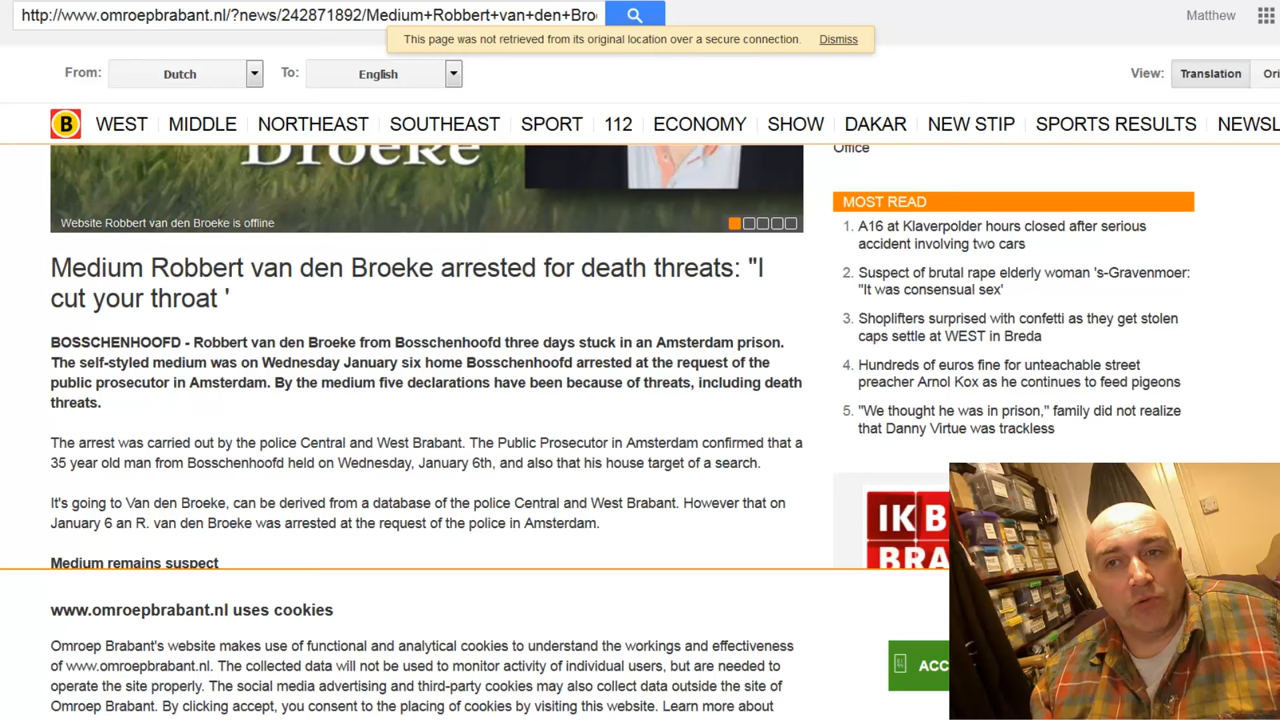 http://www.omroepbrabant.nl/?news/242871892/Medium+Robbert+van+den+Bro
Matthew
This page was not retrieved from its original location over a secure connection. Dismiss
From: Dutch To: English View: Translation Ori
B WEST MIDDLE NORTHEAST SOUTHEAST SPORT 112 ECONOMY SHOW DAKAR NEW STIP SPORTS RESULTS NEWSL
Broeke
Website Robbert van den Broeke is offline
Medium Robbert van den Broeke arrested for death threats: "I
cut your throat '
BOSSCHENHOOFD - Robbert van den Broeke from Bosschenhoofd three days stuck in an Amsterdam prison.
The self-styled medium was on Wednesday January six home Bosschenhoofd arrested at the request of the
public prosecutor in Amsterdam. By the medium five declarations have been because of threats, including death
threats.
The arrest was carried out by the police Central and West Brabant. The Public Prosecutor in Amsterdam confirmed that a
35 year old man from Bosschenhoofd held on Wednesday, January 6th, and also that his house target of a search.
It's going to Van den Broeke, can be derived from a database of the police Central and West Brabant. However that on
January 6 an R. van den Broeke was arrested at the request of the police in Amsterdam.
Medium remains suspect
Office
MOST READ
1. A16 at Klaverpolder hours closed after serious
accident involving two cars
2. Suspect of brutal rape elderly woman 's-Gravenmoer:
"It was consensual sex'
3. Shoplifters surprised with confetti as they get stolen
caps settle at WEST in Breda
4. Hundreds of euros fine for unteachable street
preacher Arnol Kox as he continues to feed pigeons
5. "We thought he was in prison," family did not realize
that Danny Virtue was trackless
IK B
BRA
www.omroepbrabant.nl uses cookies
Omroep Brabant's website makes use of functional and analytical cookies to understand the workings and effectiveness
of www.omroepbrabant.nl. The collected data will not be used to monitor activity of individual users, but are needed to
operate the site properly. The social media advertising and third-party cookies may also collect data outside the site of
Omroep Brabant. By clicking accept, you consent to the placing of cookies by visiting this website. Learn more about
ACC